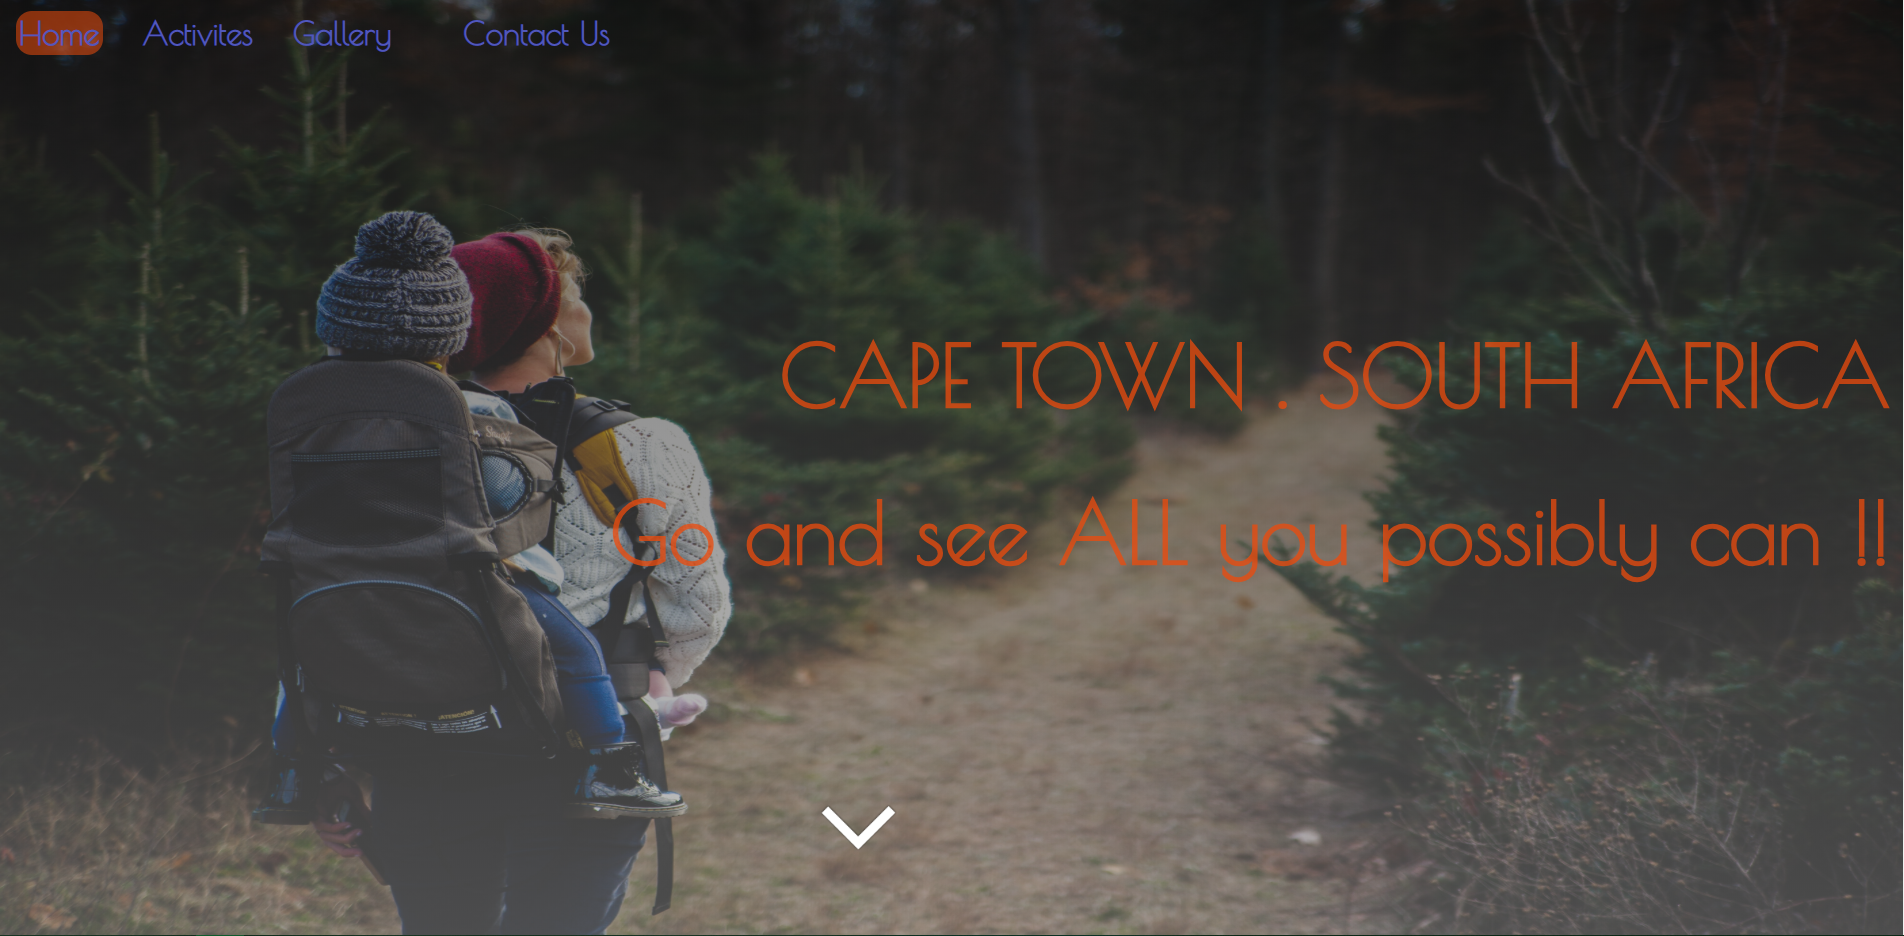 Home Activites Gallery Contact Us
CAPE TOWN . SOUTH AFRICA
Go and see ALL you possibly can !!